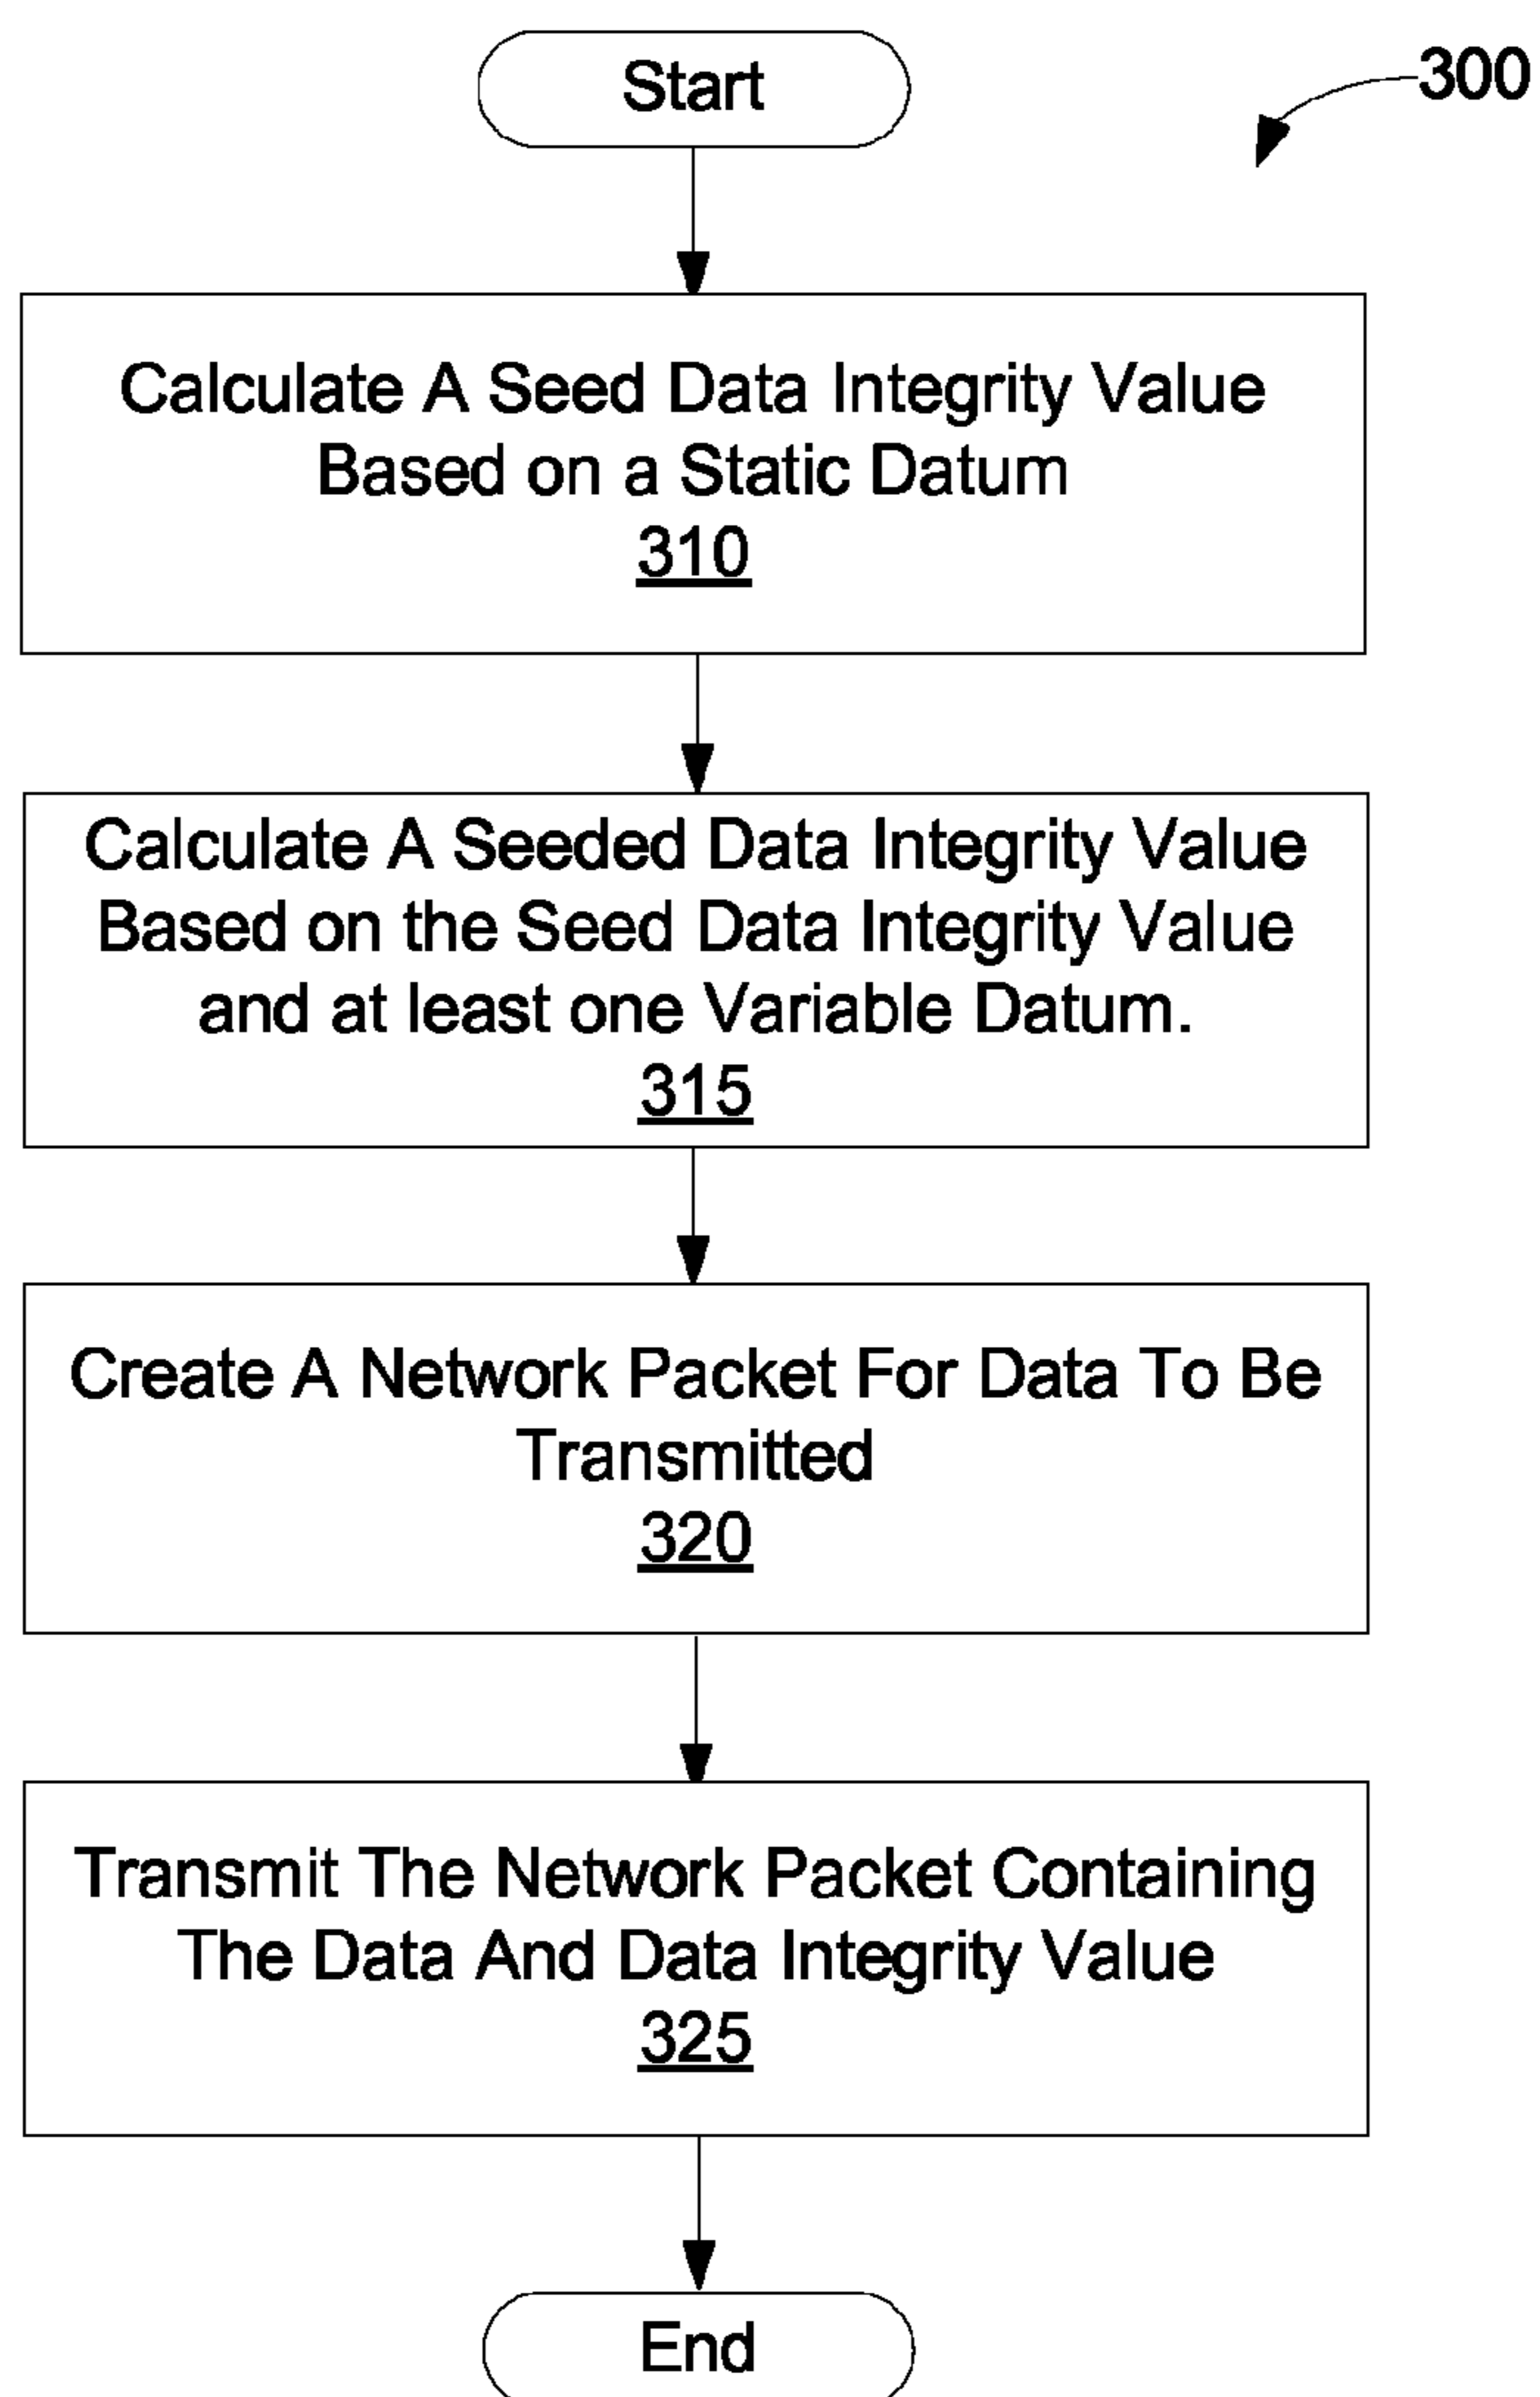 Start
300
Calculate A Seed Data Integrity Value
Based on a Static Datum
310
Calculate A Seeded Data Integrity Value
Based on the Seed Data Integrity Value
and at least one Variable Datum.
315
Create A Network Packet For Data To Be
Transmitted
320
Transmit The Network Packet Containing
The Data And Data Integrity Value
325
End